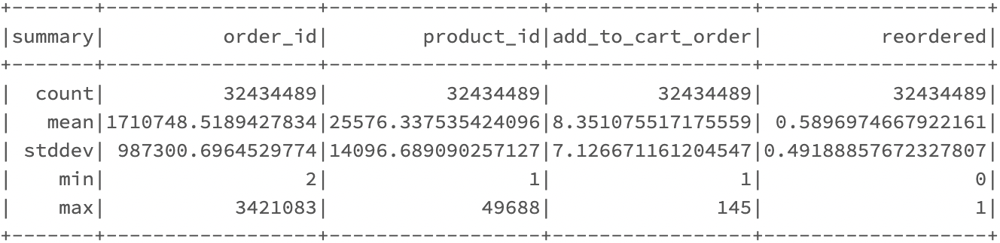 +-------+------------------+------------------+-----------------+-------------------+
|summary|          order_id|        product_id|add_to_cart_order|          reordered|
+-------+------------------+------------------+-----------------+-------------------+
|  count|          32434489|          32434489|         32434489|           32434489|
|   mean|1710748.5189427834|25576.337535424096|8.351075517175559| 0.5896974667922161|
| stddev| 987300.6964529774|14096.689090257127|7.126671161204547|0.49188857672327807|
|    min|                 2|                 1|                1|                  0|
|    max|           3421083|             49688|              145|                  1|
+-------+------------------+------------------+-----------------+-------------------+